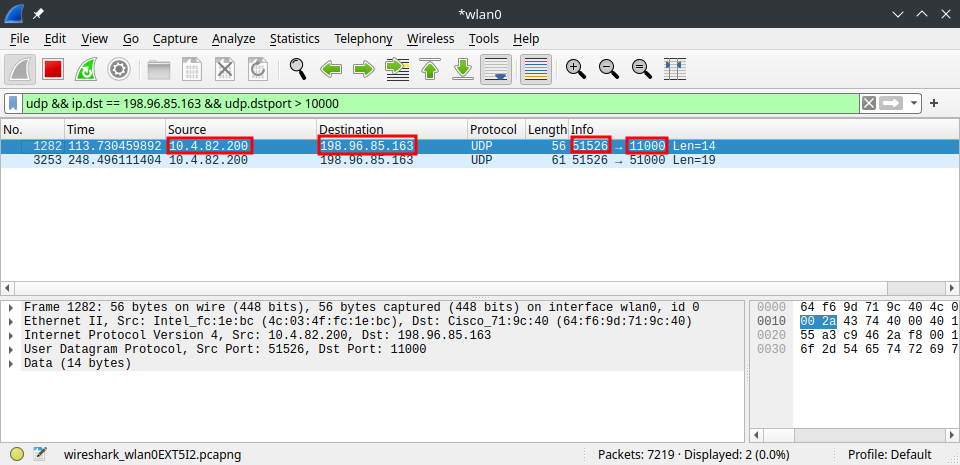 *wlan0
File Edit View Go Capture Analyze Statistics Telephony Wireless Tools Help
udp && ip.dst == 198.96.85.163 && udp.dstport > 10000
No. Time Source Destination Protocol Length Info
1282 113.730459892 10.4.82.200 198.96.85.163 UDP 56 51526 → 11000 Len=14
3253 248.496111404 10.4.82.200 198.96.85.163 UDP 61 51526 → 51000 Len=19
Frame 1282: 56 bytes on wire (448 bits), 56 bytes captured (448 bits) on interface wlan0, id 0
Ethernet II, Src: Intel_fc:1e:bc (4c:03:4f:fc:1e:bc), Dst: Cisco_71:9c:40 (64:f6:9d:71:9c:40)
Internet Protocol Version 4, Src: 10.4.82.200, Dst: 198.96.85.163
User Datagram Protocol, Src Port: 51526, Dst Port: 11000
Data (14 bytes)
0000 64 f6 9d 71 9c 40 4c 0
0010 00 2a 43 74 40 00 40 1
0020 55 a3 c9 46 2a f8 00 1
0030 6f 2d 54 65 74 72 69 7
wireshark_wlan0EXT5I2.pcapng
Packets: 7219 · Displayed: 2 (0.0%)
Profile: Default